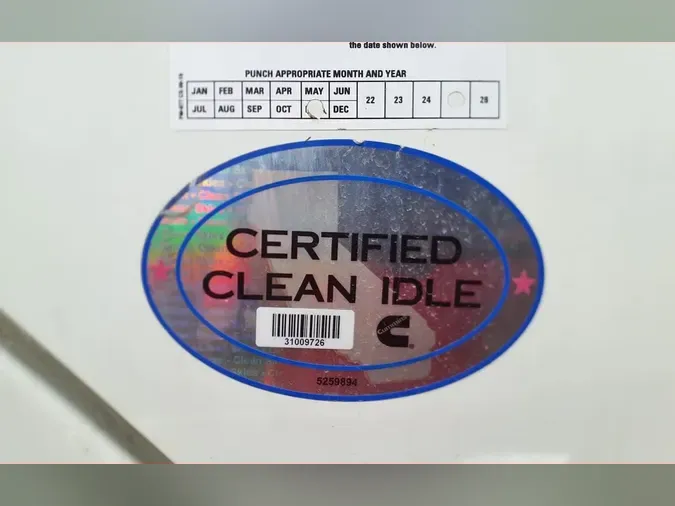 the date shown below.
PUNCH APPROPRIATE MONTH AND YEAR
JAN FEB MAR APR MAY JUN
JUL AUG SEP OCT DEC
22 23 24 26
CERTIFIED
CLEAN IDLE
31009726
Cummins
5259894